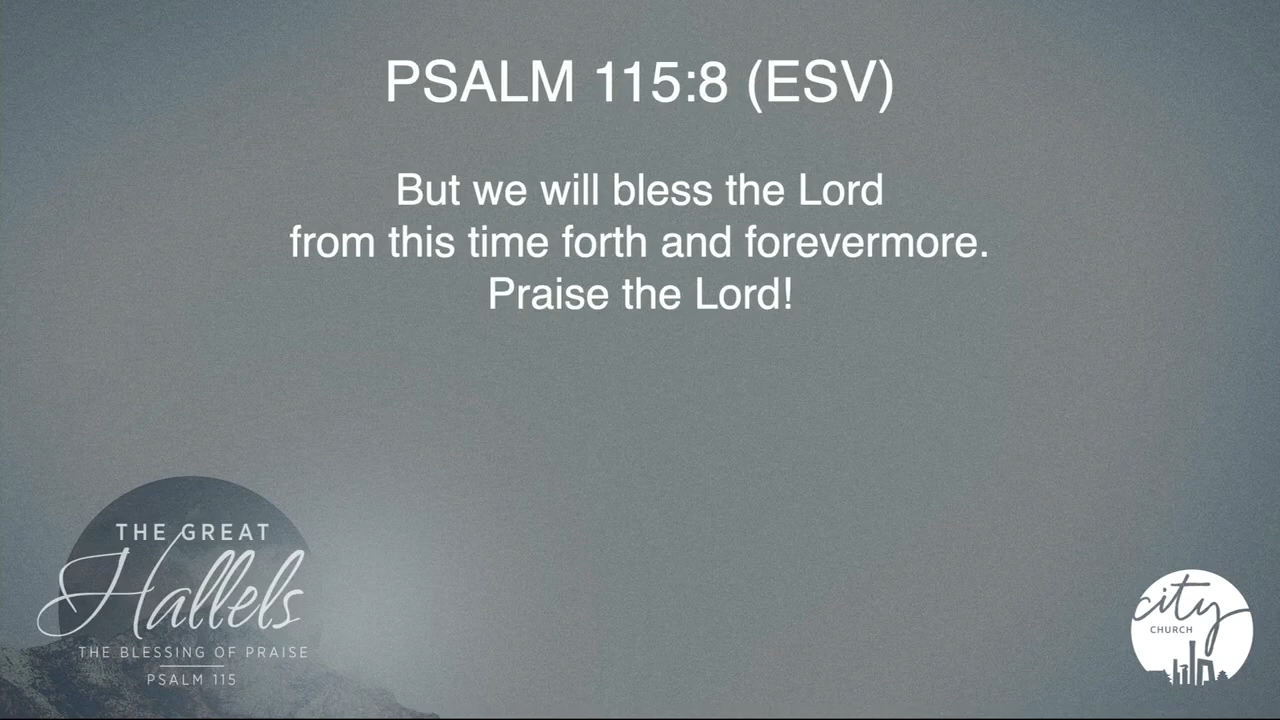 PSALM 115:8 (ESV)
But we will bless the Lord
from this time forth and forevermore.
Praise the Lord!
THE GREAT
Hallels
THE BLESSING OF PRAISE
PSALM 115
city
CHURCH